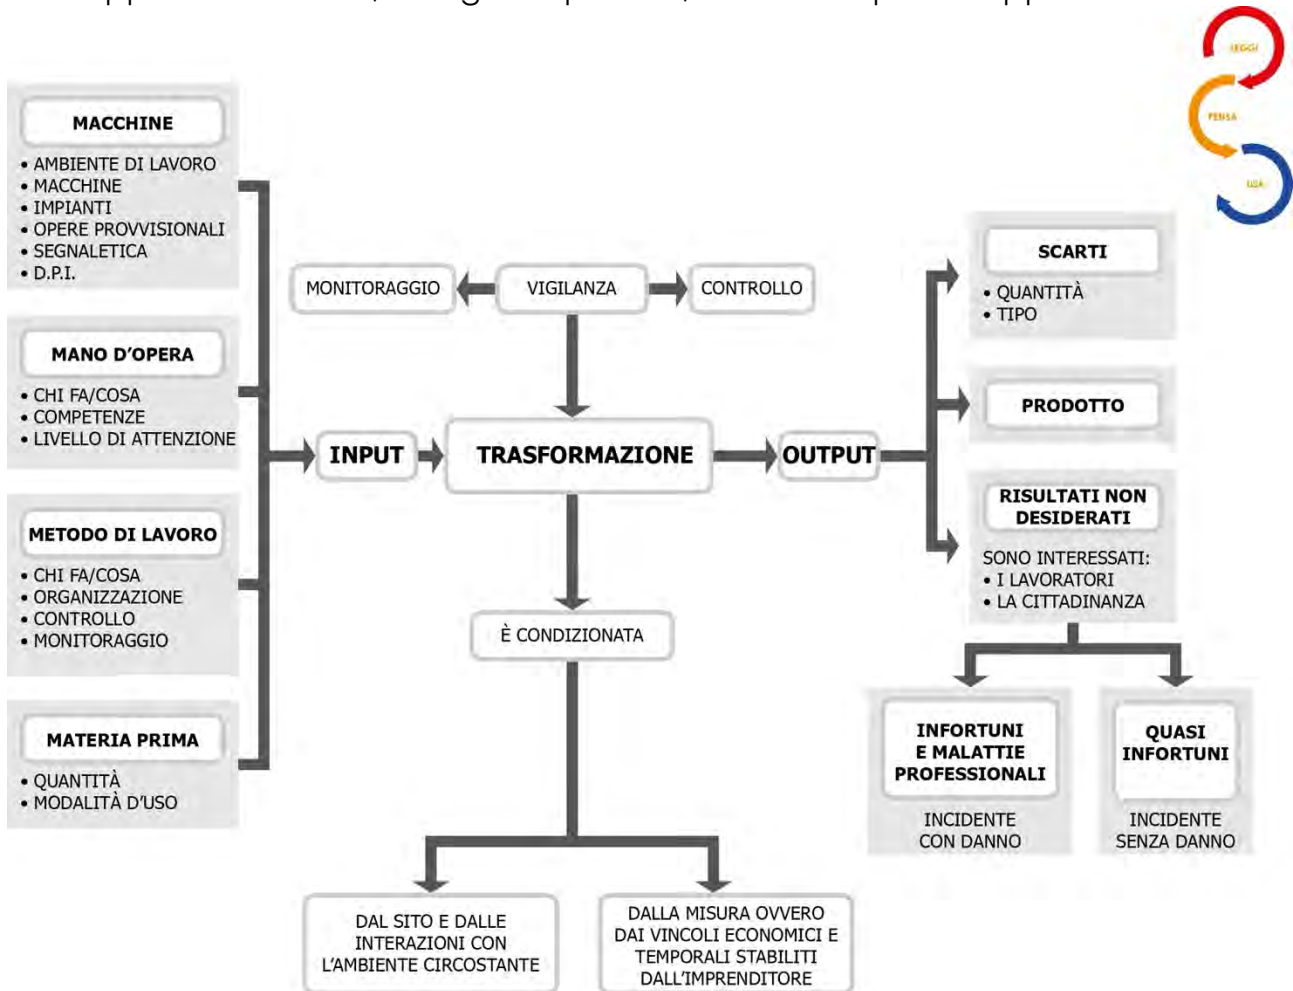 LEGGI
PENSA
USA
MACCHINE
• AMBIENTE DI LAVORO
• MACCHINE
• IMPIANTI
• OPERE PROVVISIONALI
• SEGNALETICA
• D.P.I.
MANO D'OPERA
• CHI FA/COSA
• COMPETENZE
• LIVELLO DI ATTENZIONE
METODO DI LAVORO
• CHI FA/COSA
• ORGANIZZAZIONE
• CONTROLLO
• MONITORAGGIO
MATERIA PRIMA
• QUANTITÀ
• MODALITÀ D'USO
MONITORAGGIO
VIGILANZA
CONTROLLO
INPUT
TRASFORMAZIONE
OUTPUT
È CONDIZIONATA
DAL SITO E DALLE
INTERAZIONI CON
L'AMBIENTE CIRCOSTANTE
DALLA MISURA OVVERO
DAI VINCOLI ECONOMICI E
TEMPORALI STABILITI
DALL'IMPRENDITORE
SCARTI
• QUANTITÀ
• TIPO
PRODOTTO
RISULTATI NON
DESIDERATI
SONO INTERESSATI:
• I LAVORATORI
• LA CITTADINANZA
INFORTUNI
E MALATTIE
PROFESSIONALI
INCIDENTE
CON DANNO
QUASI
INFORTUNI
INCIDENTE
SENZA DANNO